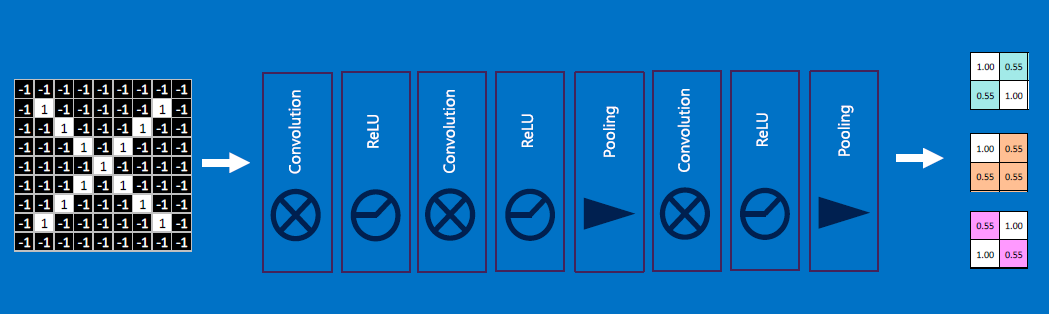 -1 -1 -1 -1 -1 -1 -1 -1 -1
-1 1 -1 -1 -1 -1 -1 1 -1
-1 -1 1 -1 -1 -1 1 -1 -1
-1 -1 -1 1 -1 1 -1 -1 -1
-1 -1 -1 -1 1 -1 -1 -1 -1
-1 -1 -1 1 -1 1 -1 -1 -1
-1 -1 1 -1 -1 -1 1 -1 -1
-1 1 -1 -1 -1 -1 -1 1 -1
-1 -1 -1 -1 -1 -1 -1 -1 -1
Convolution
ReLU
Convolution
ReLU
Pooling
Convolution
ReLU
Pooling
1.00 0.55
0.55 1.00
1.00 0.55
0.55 0.55
0.55 1.00
1.00 0.55